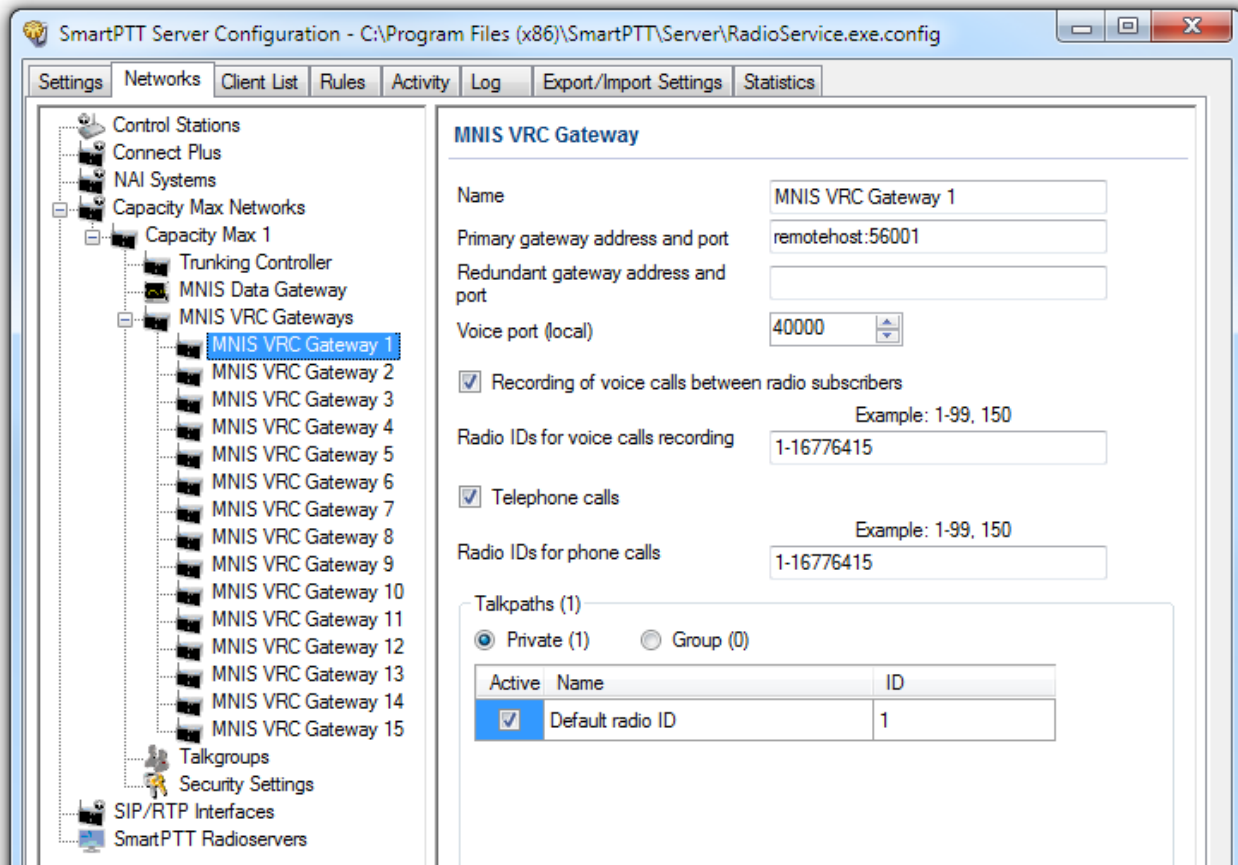 SmartPTT Server Configuration - C:\Program Files (x86)\SmartPTT\Server\RadioService.exe.config
Settings Networks Client List Rules Activity Log Export/Import Settings Statistics
Control Stations
Connect Plus
NAI Systems
Capacity Max Networks
Capacity Max 1
Trunking Controller
MNIS Data Gateway
MNIS VRC Gateways
MNIS VRC Gateway 1
MNIS VRC Gateway 2
MNIS VRC Gateway 3
MNIS VRC Gateway 4
MNIS VRC Gateway 5
MNIS VRC Gateway 6
MNIS VRC Gateway 7
MNIS VRC Gateway 8
MNIS VRC Gateway 9
MNIS VRC Gateway 10
MNIS VRC Gateway 11
MNIS VRC Gateway 12
MNIS VRC Gateway 13
MNIS VRC Gateway 14
MNIS VRC Gateway 15
Talkgroups
Security Settings
SIP/RTP Interfaces
SmartPTT Radioservers
MNIS VRC Gateway
Name MNIS VRC Gateway 1
Primary gateway address and port remotehost:56001
Redundant gateway address and
port
Voice port (local) 40000
Recording of voice calls between radio subscribers
Example: 1-99, 150
Radio IDs for voice calls recording 1-16776415
Telephone calls
Example: 1-99, 150
Radio IDs for phone calls 1-16776415
Talkpaths (1)
Private (1) Group (0)
Active Name ID
Default radio ID 1